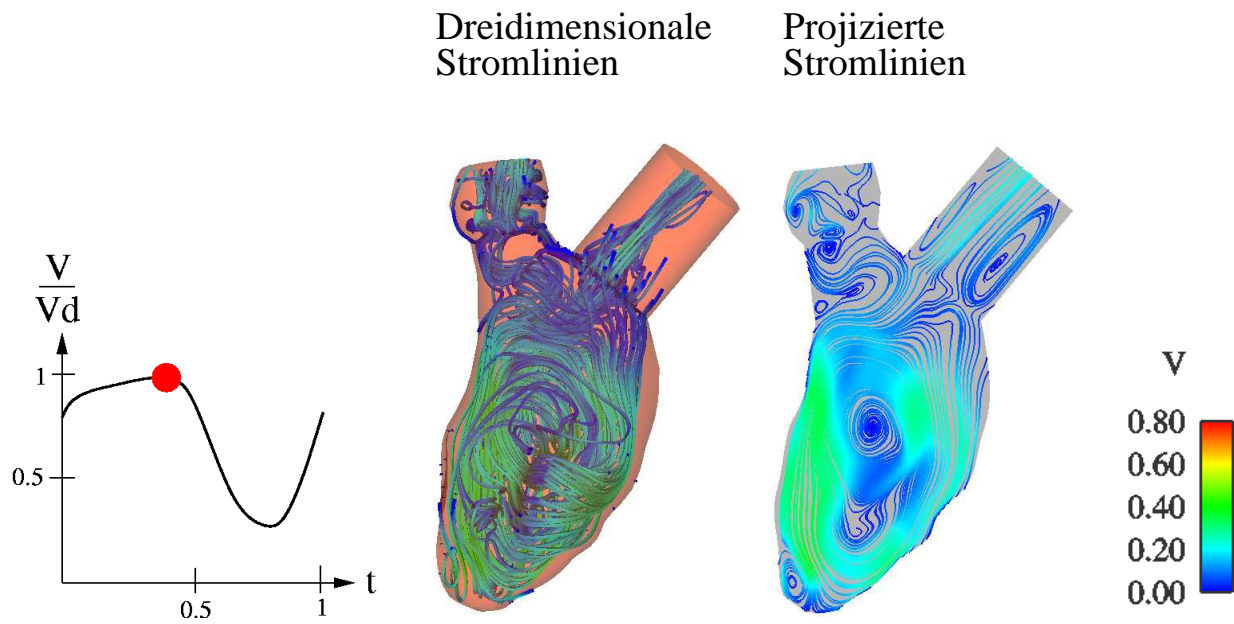 Dreidimensionale
Stromlinien
Projizierte
Stromlinien
V
Vd
1
0.5
0.5
1
t
v
0.80
0.60
0.40
0.20
0.00